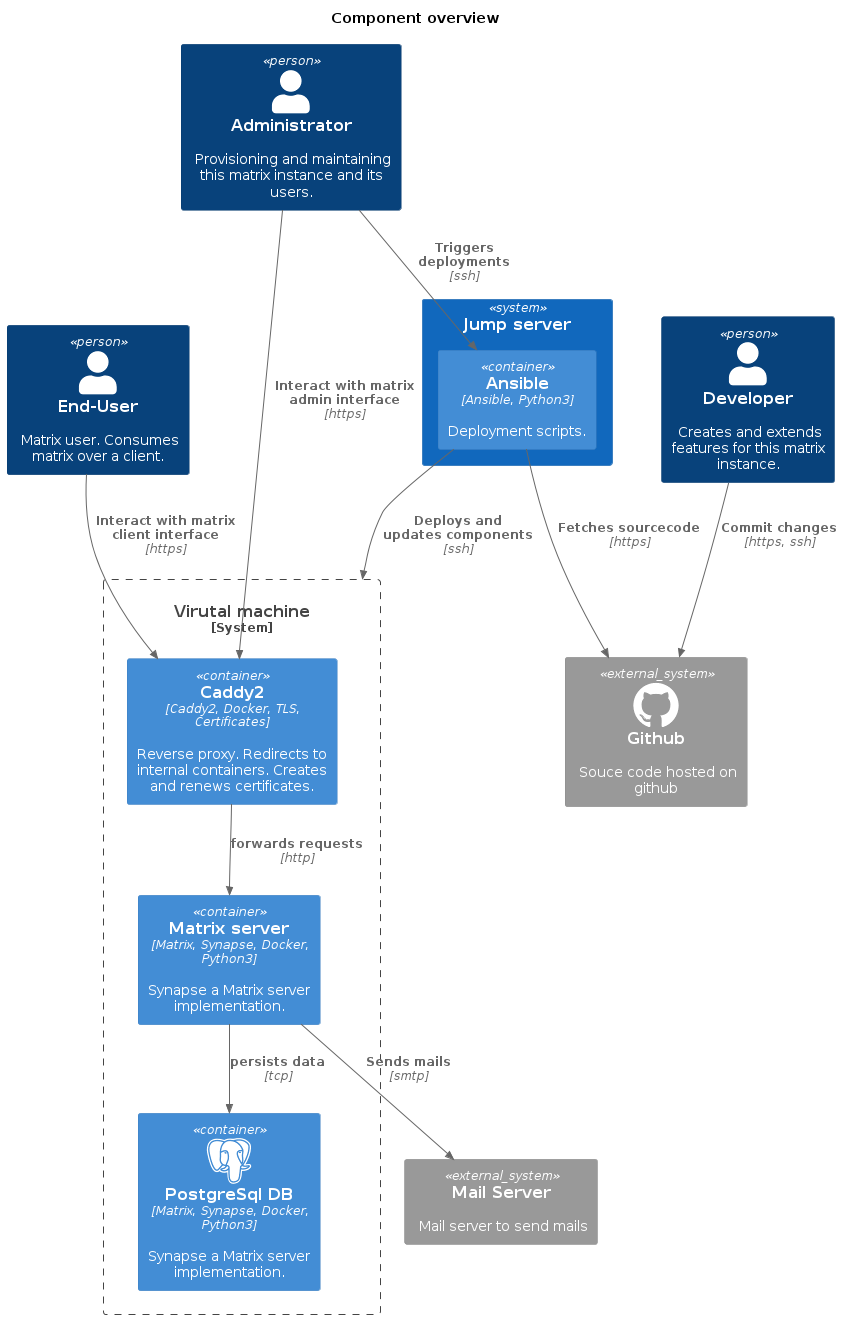 Component overview
«person»
Administrator
Provisioning and maintaining
this matrix instance and its
users.
Triggers
deployments
[ssh]
«system»
Jump server
«container»
Ansible
[Ansible, Python3]
Deployment scripts.
«person»
End-User
Matrix user. Consumes
matrix over a client.
«person»
Developer
Creates and extends
features for this matrix
instance.
Interact with matrix
admin interface
[https]
Interact with matrix
client interface
[https]
Deploys and
updates components
[ssh]
Fetches sourcecode
[https]
Commit changes
[https, ssh]
Virutal machine
[System]
«container»
Caddy2
[Caddy2, Docker, TLS,
Certificates]
Reverse proxy. Redirects to
internal containers. Creates
and renews certificates.
«external_system»
Github
Souce code hosted on
github
forwards requests
[http]
«container»
Matrix server
[Matrix, Synapse, Docker,
Python3]
Synapse a Matrix server
implementation.
persists data
[tcp]
Sends mails
[smtp]
«container»
PostgreSql DB
[Matrix, Synapse, Docker,
Python3]
Synapse a Matrix server
implementation.
«external_system»
Mail Server
Mail server to send mails